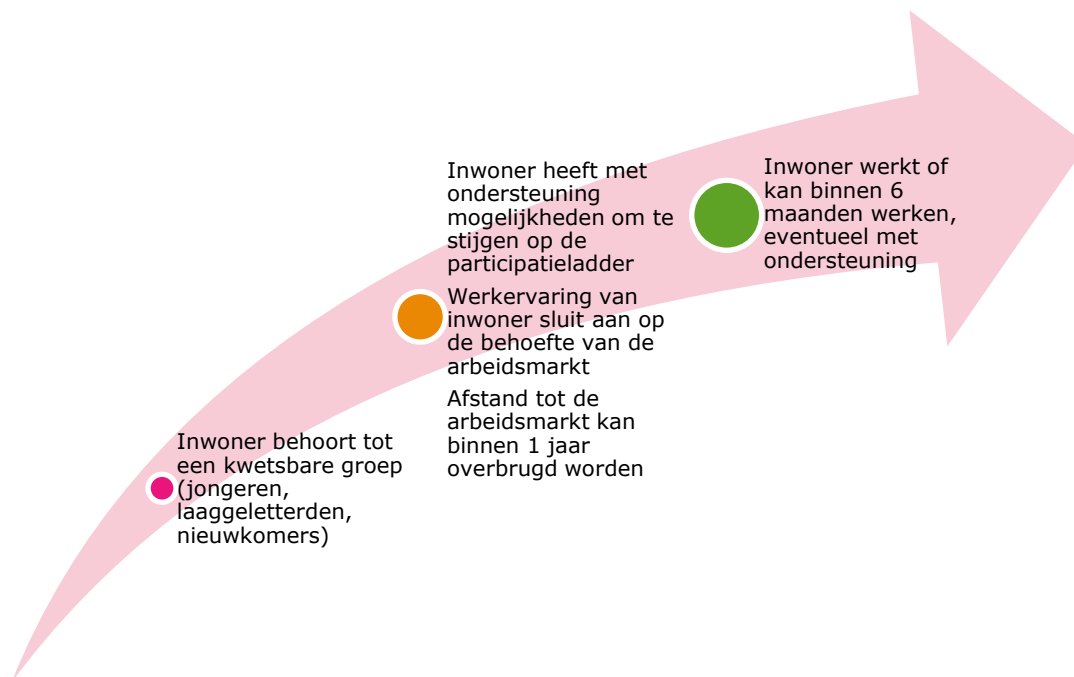 Inwoner heeft met
ondersteuning
mogelijkheden om te
stijgen op de
participatieladder
Werkervaring van
inwoner sluit aan op
de behoefte van de
arbeidsmarkt
Afstand tot de
arbeidsmarkt kan
binnen 1 jaar
overbrugd worden
Inwoner werkt of
kan binnen 6
maanden werken,
eventueel met
ondersteuning
Inwoner behoort tot
een kwetsbare groep
(jongeren,
laaggeletterden,
nieuwkomers)